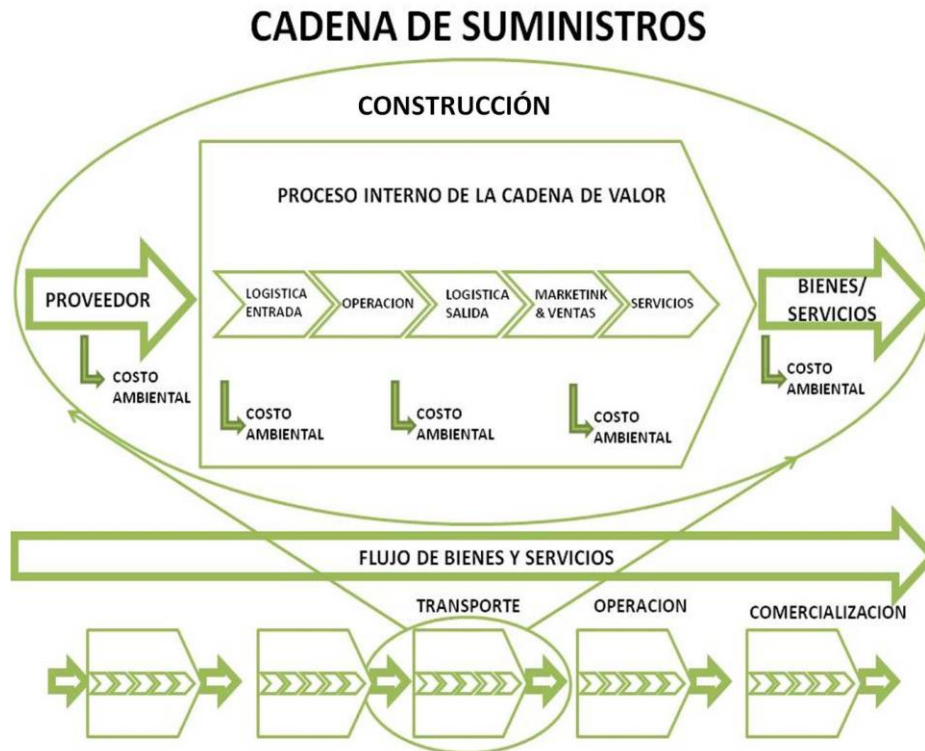 CADENA DE SUMINISTROS
CONSTRUCCIÓN
PROCESO INTERNO DE LA CADENA DE VALOR
PROVEEDOR
LOGISTICA
ENTRADA
OPERACION
LOGISTICA
SALIDA
MARKETINK
& VENTAS
SERVICIOS
BIENES/
SERVICIOS
COSTO
AMBIENTAL
COSTO
AMBIENTAL
COSTO
AMBIENTAL
COSTO
AMBIENTAL
COSTO
AMBIENTAL
FLUJO DE BIENES Y SERVICIOS
TRANSPORTE
OPERACION
COMERCIALIZACION